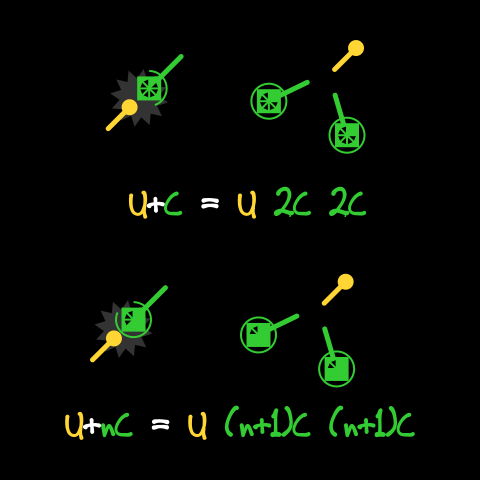 u+c = u 2c 2c
u+nc = u (n+1)c (n+1)c